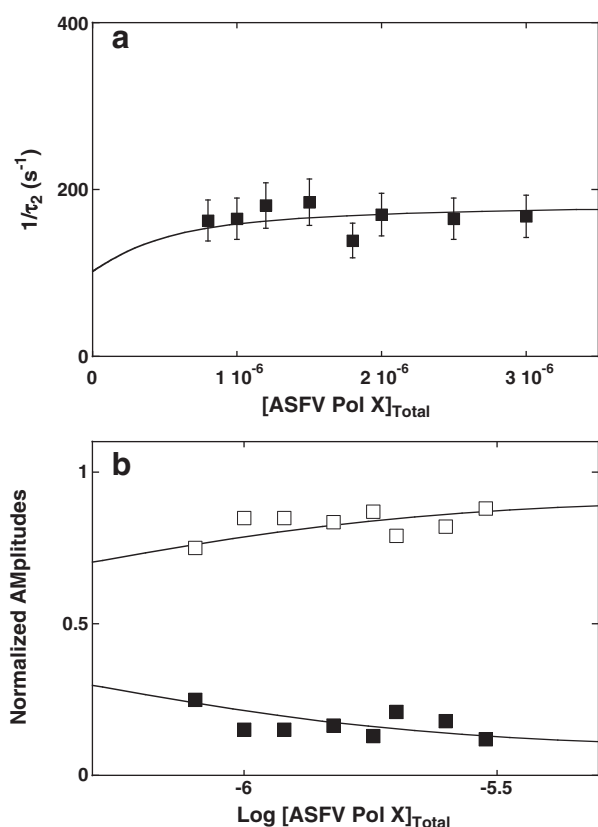 a
400
200
0
1/τ2 (s-1)
0
1 10-6
2 10-6
3 10-6
[ASFV Pol X]Total
b
1
0.5
0
Normalized AMplitudes
-6
-5.5
Log [ASFV Pol X]Total